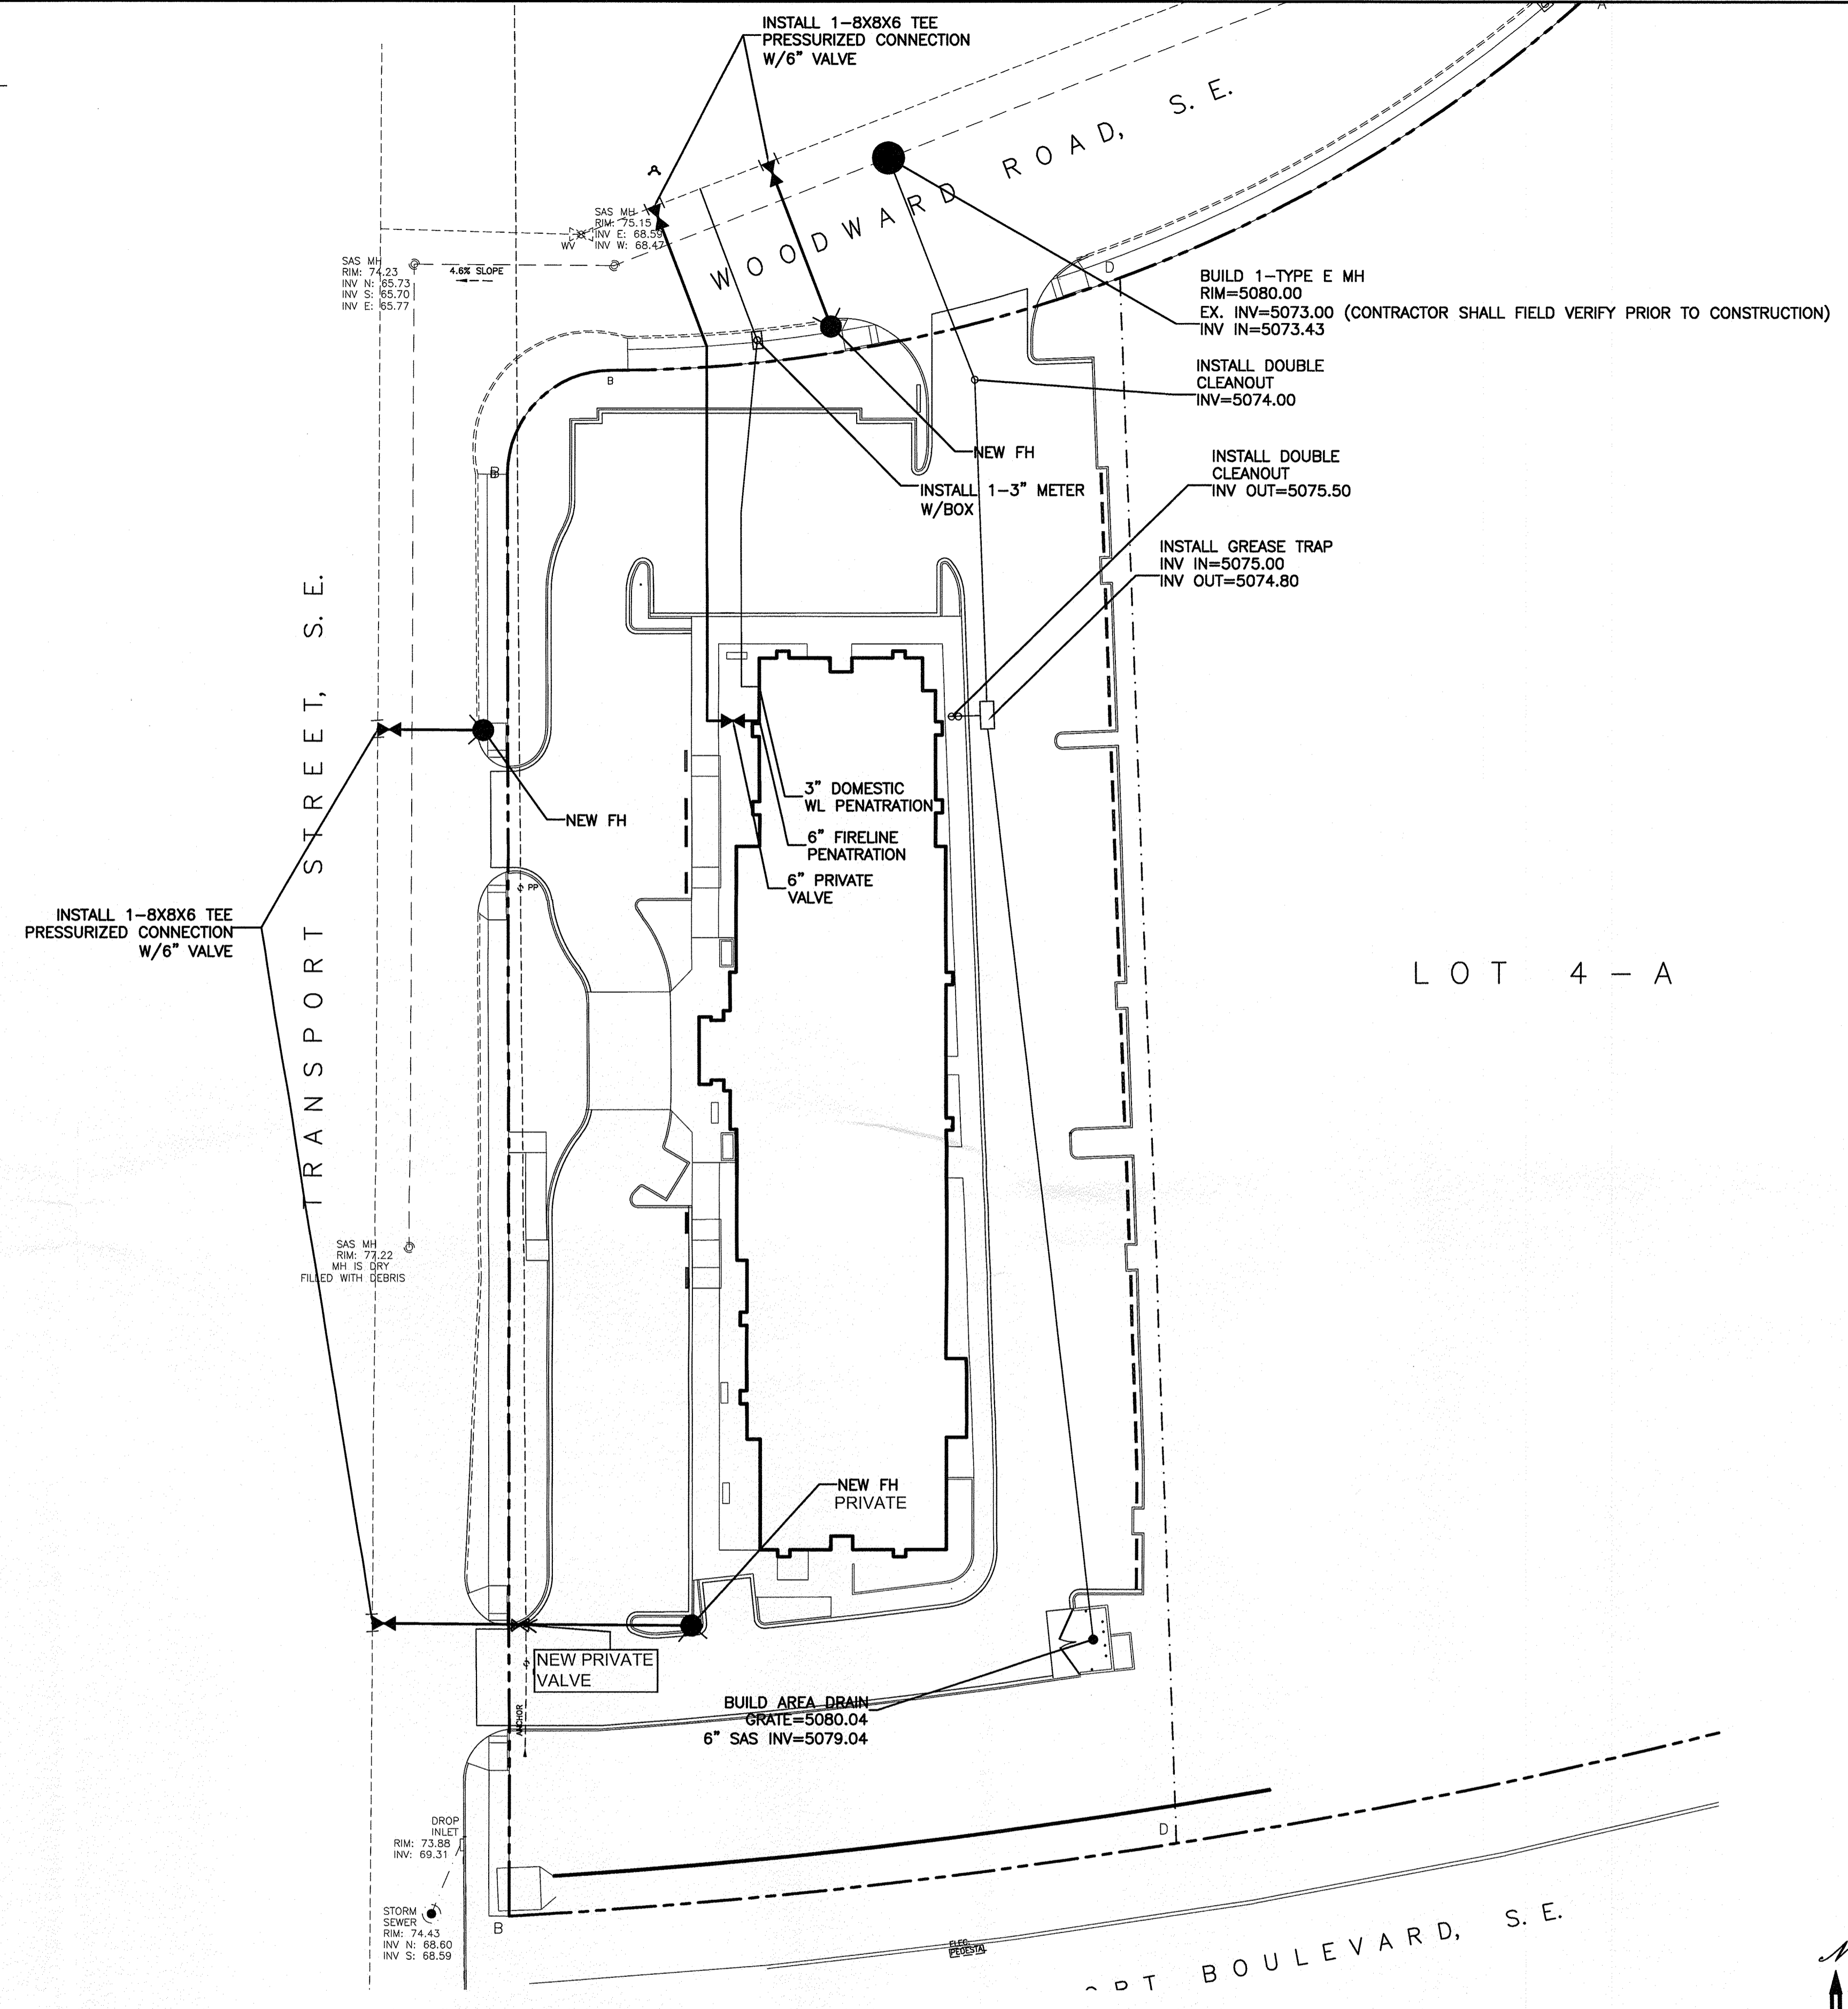 INSTALL 1-8X8X6 TEE
PRESSURIZED CONNECTION
W/6" VALVE
A
WOODWARD ROAD, S.E.
SAS MH
RIM: 75.15
INV E: 68.59
INV W: 68.47
WV
SAS MH
RIM: 74.23
INV N: 65.73
INV S: 65.70
INV E: 65.77
4.6% SLOPE
D
BUILD 1-TYPE E MH
RIM=5080.00
EX. INV=5073.00 (CONTRACTOR SHALL FIELD VERIFY PRIOR TO CONSTRUCTION)
INV IN=5073.43
INSTALL DOUBLE
CLEANOUT
INV=5074.00
B
B
NEW FH
INSTALL 1-3" METER
W/BOX
INSTALL DOUBLE
CLEANOUT
INV OUT=5075.50
INSTALL GREASE TRAP
INV IN=5075.00
INV OUT=5074.80
TRANSPORT STREET, S.E.
NEW FH
3" DOMESTIC
WL PENATRATION
6" FIRELINE
PENATRATION
6" PRIVATE
VALVE
PP
INSTALL 1-8X8X6 TEE
PRESSURIZED CONNECTION
W/6" VALVE
LOT 4-A
SAS MH
RIM: 77.22
MH IS DRY
FILLED WITH DEBRIS
NEW FH
PRIVATE
NEW PRIVATE
VALVE
ANCHOR
BUILD AREA DRAIN
GRATE=5080.04
6" SAS INV=5079.04
DROP
INLET
RIM: 73.88
INV: 69.31
D
STORM
SEWER
RIM: 74.43
INV N: 68.60
INV S: 68.59
B
ELEC.
PEDESTAL
BOULEVARD, S.E.
N